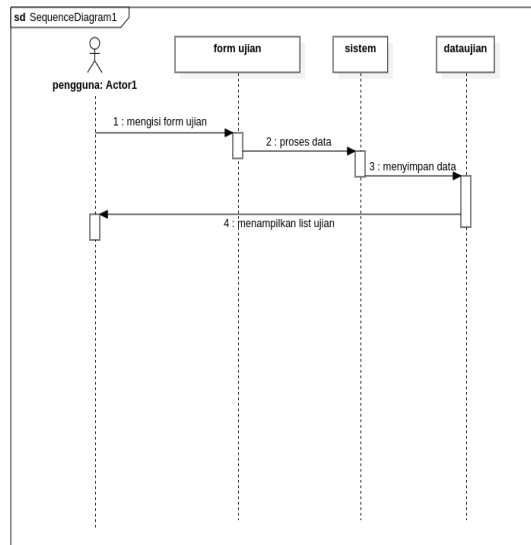 sd SequenceDiagram1
form ujian
sistem
dataujian
pengguna: Actor1
1 : mengisi form ujian
2 : proses data
3 : menyimpan data
4 : menampilkan list ujian